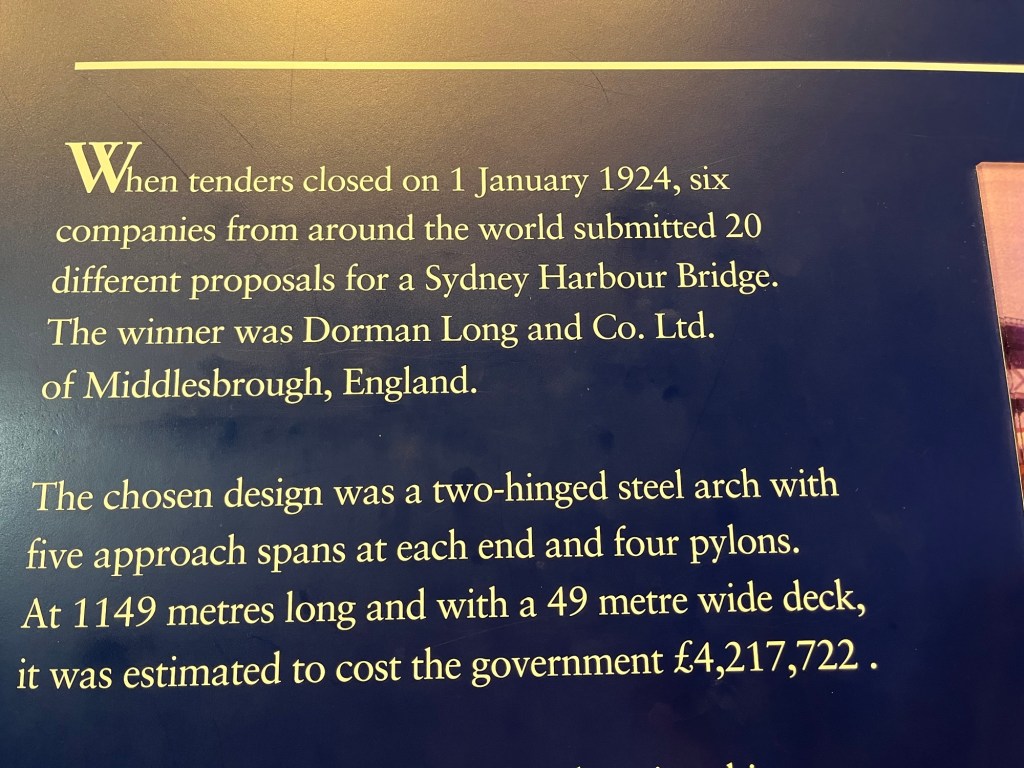 When tenders closed on 1 January 1924, six
companies from around the world submitted 20
different proposals for a Sydney Harbour Bridge.
The winner was Dorman Long and Co. Ltd.
of Middlesbrough, England.
The chosen design was a two-hinged steel arch with
five approach spans at each end and four pylons.
At 1149 metres long and with a 49 metre wide deck,
it was estimated to cost the government £4,217,722 .